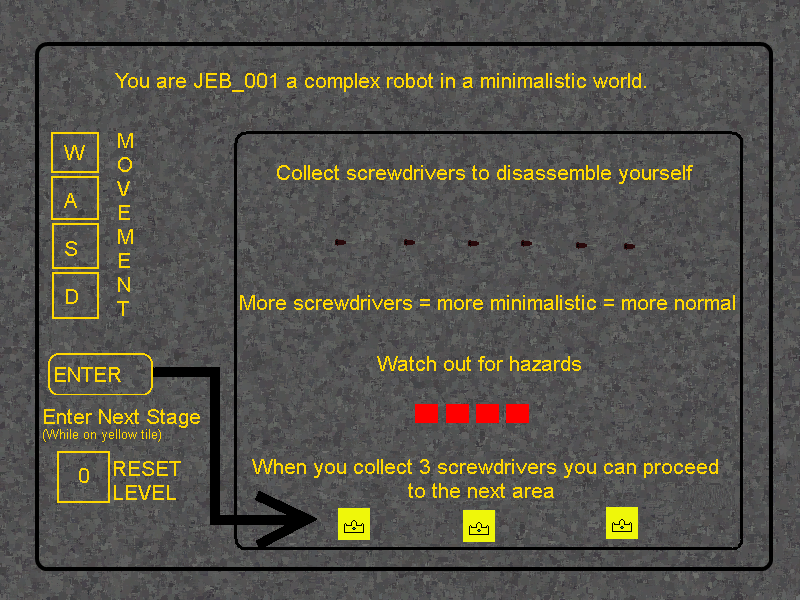 You are JEB_001 a complex robot in a minimalistic world.
W
A
S
D
MOVEMENT
Collect screwdrivers to disassemble yourself
More screwdrivers = more minimalistic = more normal
Watch out for hazards
ENTER
Enter Next Stage
(While on yellow tile)
0
RESET
LEVEL
When you collect 3 screwdrivers you can proceed
to the next area